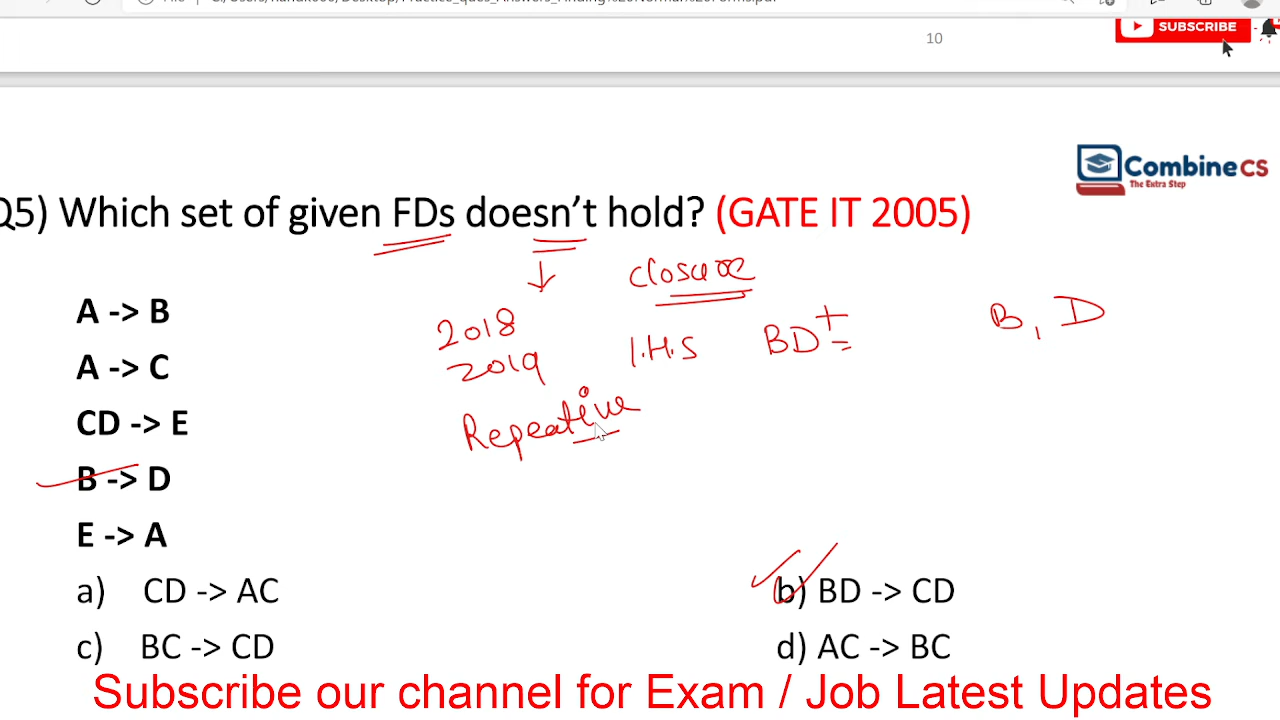 10
SUBSCRIBE
CombineCS
The Extra Step
Q5) Which set of given FDs doesn't hold? (GATE IT 2005)
closure
A -> B
2018
BD+
B, D
A -> C
2019
l.H.S
CD -> E
Repeative
B -> D
E -> A
a) CD -> AC
b) BD -> CD
c) BC -> CD
d) AC -> BC
Subscribe our channel for Exam / Job Latest Updates